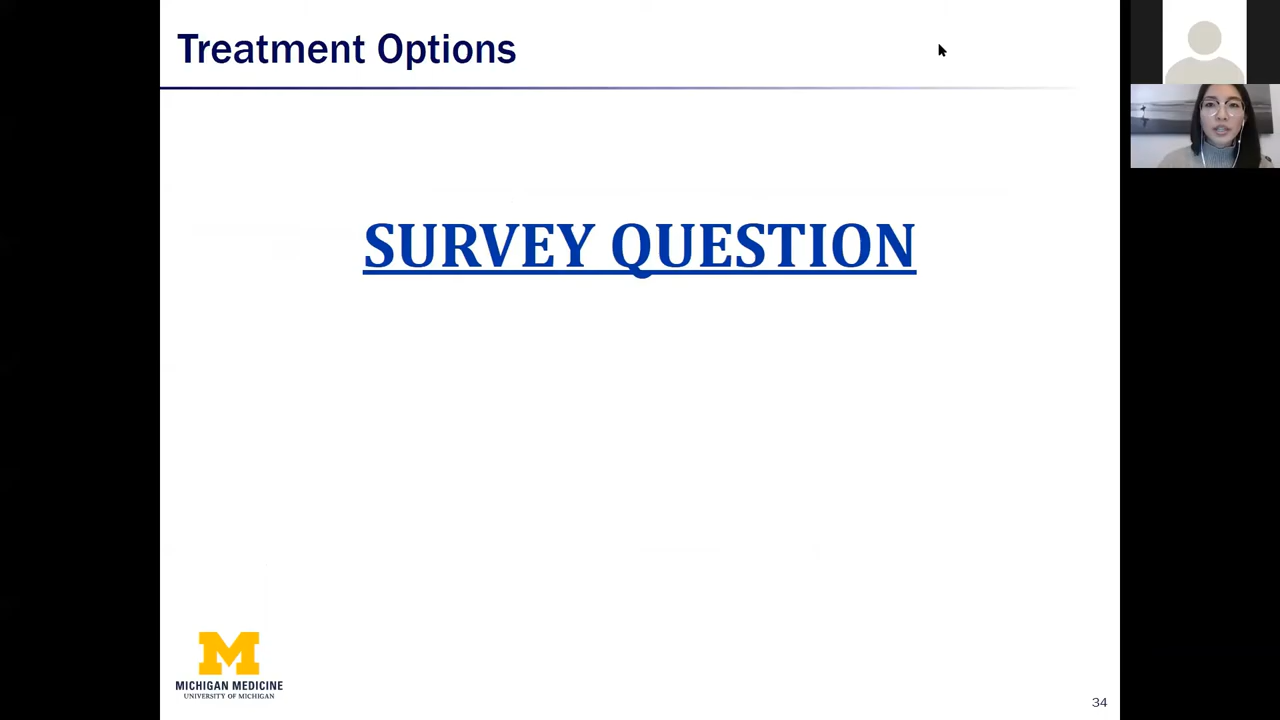 Treatment Options
SURVEY QUESTION
M
MICHIGAN MEDICINE
UNIVERSITY OF MICHIGAN
34